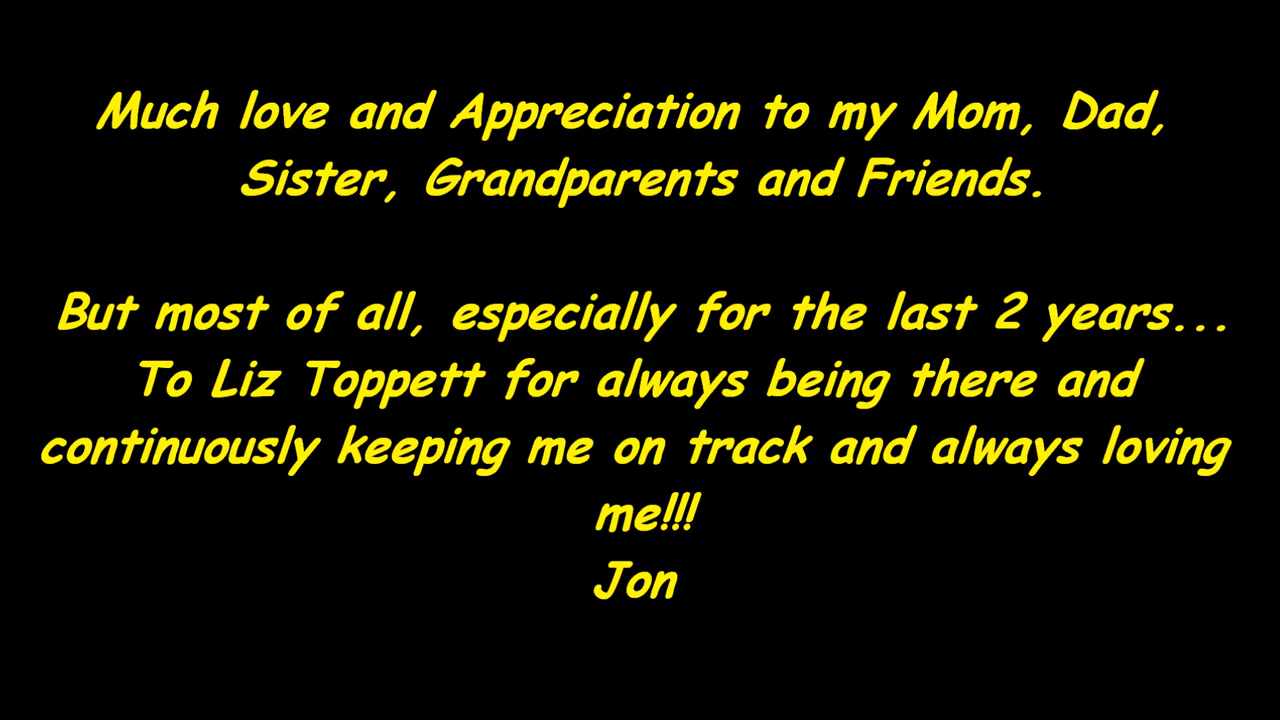 Much love and Appreciation to my Mom, Dad,
Sister, Grandparents and Friends.
But most of all, especially for the last 2 years...
To Liz Toppett for always being there and
continuously keeping me on track and always loving
me!!!
Jon